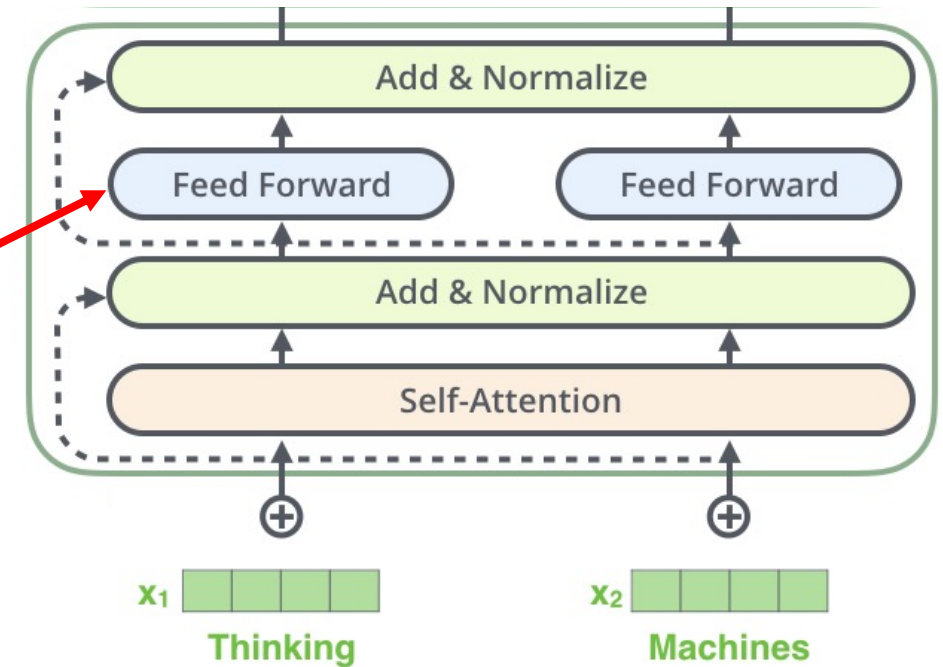 Add & Normalize
Feed Forward Feed Forward
Add & Normalize
Self-Attention
x₁ x₂
Thinking Machines